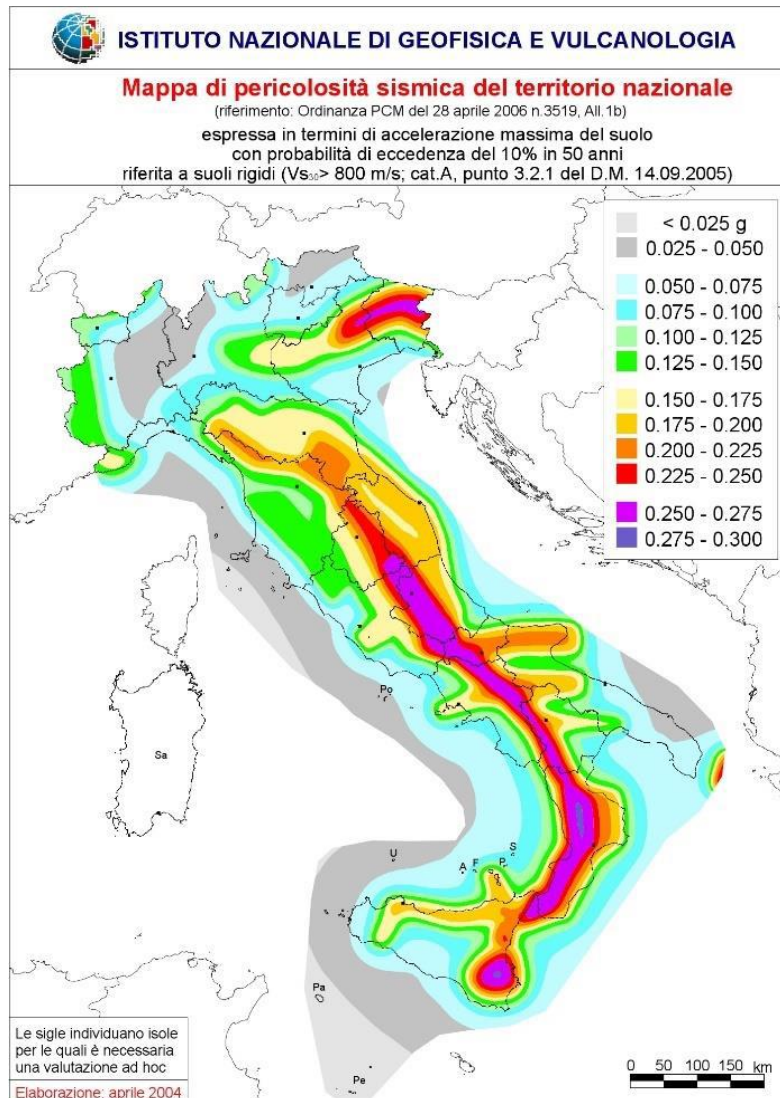 ISTITUTO NAZIONALE DI GEOFISICA E VULCANOLOGIA
Mappa di pericolosità sismica del territorio nazionale
(riferimento: Ordinanza PCM del 28 aprile 2006 n.3519, All.1b)
espressa in termini di accelerazione massima del suolo
con probabilità di eccedenza del 10% in 50 anni
riferita a suoli rigidi (Vs₃₀> 800 m/s; cat.A, punto 3.2.1 del D.M. 14.09.2005)
< 0.025 g
0.025 - 0.050
0.050 - 0.075
0.075 - 0.100
0.100 - 0.125
0.125 - 0.150
0.150 - 0.175
0.175 - 0.200
0.200 - 0.225
0.225 - 0.250
0.250 - 0.275
0.275 - 0.300
Po
Sa
U
A
F
P
S
Pa
Pe
Le sigle individuano isole
per le quali è necessaria
una valutazione ad hoc
Elaborazione: aprile 2004
0 50 100 150 km